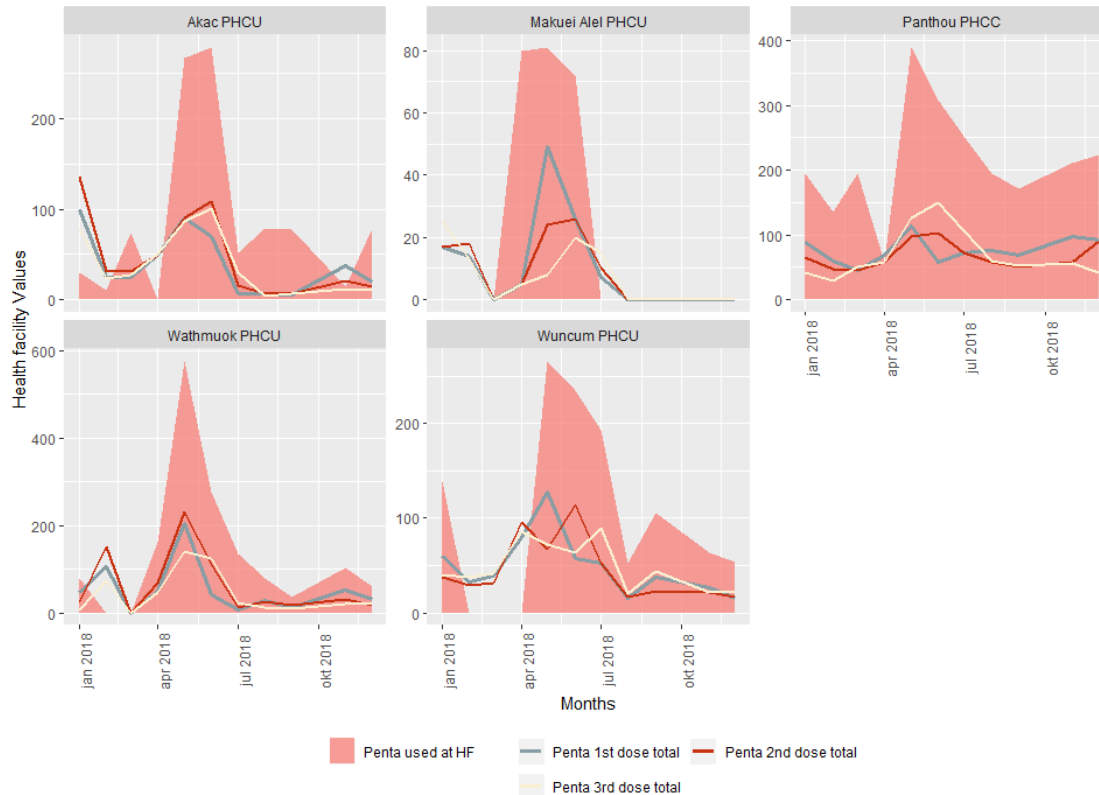 Akac PHCU
Makuei Alel PHCU
Panthou PHCC
200
100
0
80
60
40
20
0
400
300
200
100
0
jan 2018
apr 2018
jul 2018
okt 2018
Health facility Values
Wathmuok PHCU
Wuncum PHCU
600
400
200
0
200
100
0
jan 2018
apr 2018
jul 2018
okt 2018
jan 2018
apr 2018
jul 2018
okt 2018
Months
Penta used at HF
Penta 1st dose total
Penta 2nd dose total
Penta 3rd dose total